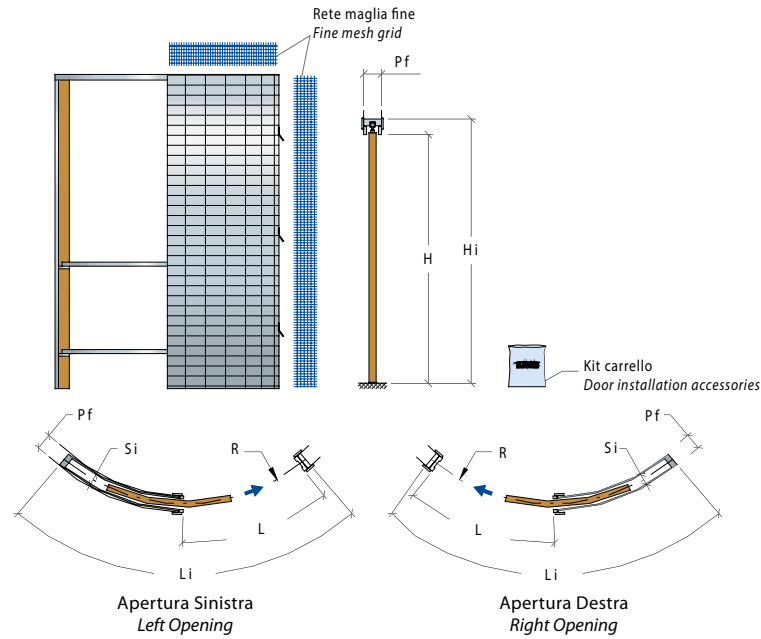 Rete maglia fine
Fine mesh grid
Pf
H
Hi
Kit carrello
Door installation accessories
Pf
Si
R
L
Li
Apertura Sinistra
Left Opening
Pf
Si
R
L
Li
Apertura Destra
Right Opening